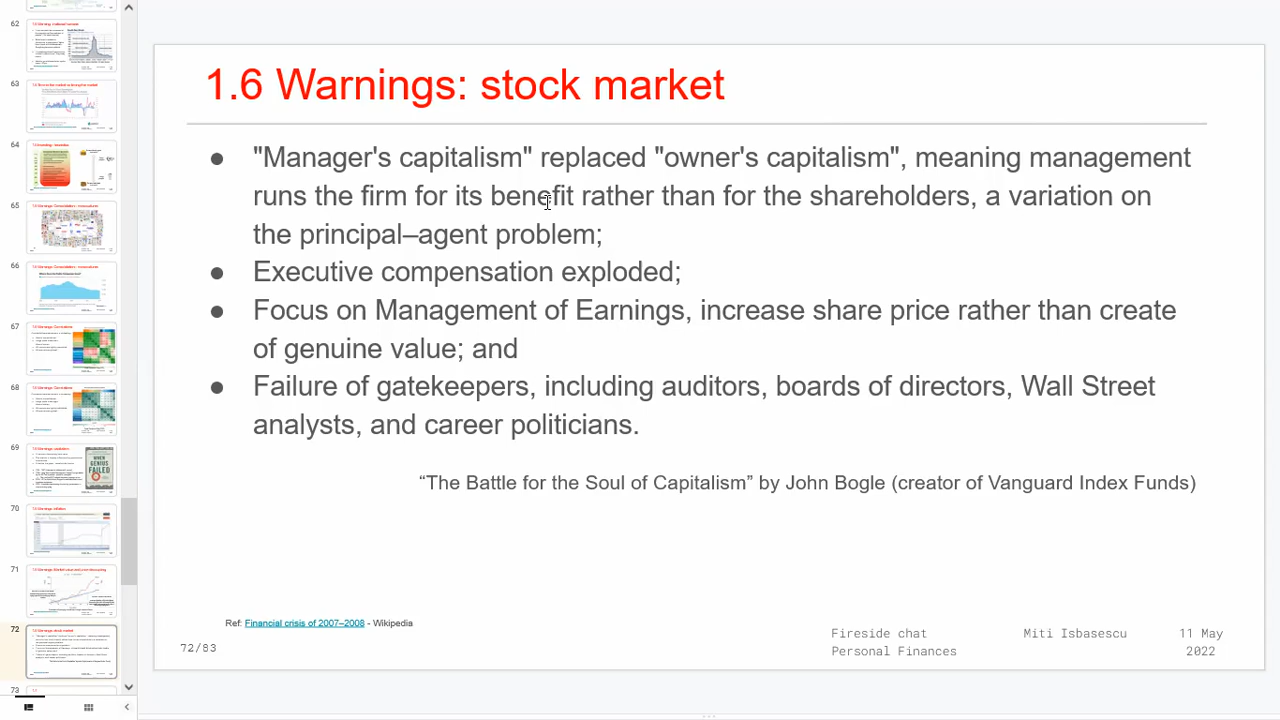 62
63
64
65
66
67
68
69
WHEN GENIUS FAILED
70
71
72
73
1.6 Warnings: stock market
"Manager's capitalism" replaced "owner's capitalism", meaning management
runs the firm for its benefit rather than for the shareholders, a variation on
the principal–agent problem;
Executive compensation exploded;
Focus on Management of Earnings, increase share price rather than create
of genuine value; and
Failure of gatekeepers, including auditors, boards of directors, Wall Street
analysts, and career politicians.
“The Battle for the Soul of Capitalism” by John Bogle (creator of Vanguard Index Funds)
Ref: Financial crisis of 2007–2008 - Wikipedia
Fireside Miti Isbasescu May
Personal 2022